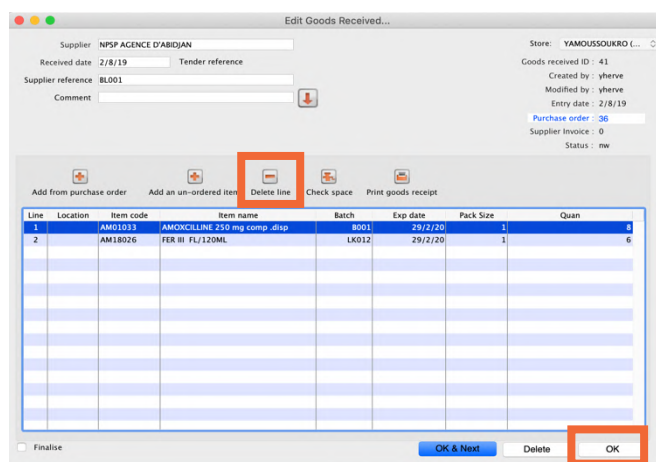 Edit Goods Received...
Supplier NPSP AGENCE D'ABIDJAN
Store: YAMOUSSOUKRO (...
Received date 2/8/19 Tender reference
Goods received ID : 41
Supplier reference BL001
Created by : yherve
Comment
Modified by : yherve
Entry date : 2/8/19
Purchase order : 36
Supplier Invoice : 0
Status : nw
Add from purchase order Add an un-ordered item Delete line Check space Print goods receipt
Line Location Item code Item name Batch Exp date Pack Size Quan
1 AM01033 AMOXCILLINE 250 mg comp .disp B001 29/2/20 1 8
2 AM18026 FER III FL/120ML LK012 29/2/20 1 6
Finalise OK & Next Delete OK